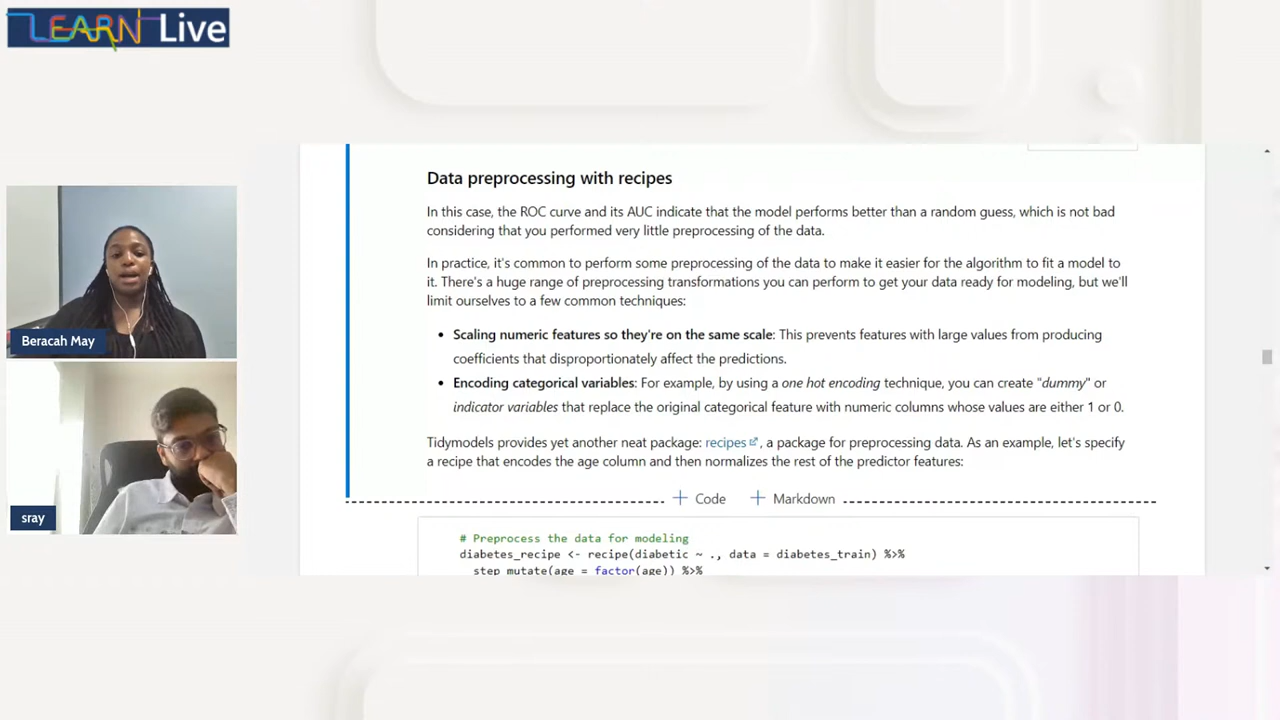 LEARN Live
Data preprocessing with recipes
In this case, the ROC curve and its AUC indicate that the model performs better than a random guess, which is not bad
considering that you performed very little preprocessing of the data.
In practice, it's common to perform some preprocessing of the data to make it easier for the algorithm to fit a model to
it. There's a huge range of preprocessing transformations you can perform to get your data ready for modeling, but we'll
limit ourselves to a few common techniques:
• Scaling numeric features so they're on the same scale: This prevents features with large values from producing
coefficients that disproportionately affect the predictions.
• Encoding categorical variables: For example, by using a one hot encoding technique, you can create "dummy" or
indicator variables that replace the original categorical feature with numeric columns whose values are either 1 or 0.
Tidymodels provides yet another neat package: recipes, a package for preprocessing data. As an example, let's specify
a recipe that encodes the age column and then normalizes the rest of the predictor features:
+ Code + Markdown
# Preprocess the data for modeling
diabetes_recipe <- recipe(diabetic ~ ., data = diabetes_train) %>%
step_mutate(age = factor(age)) %>%
Beracah May
sray